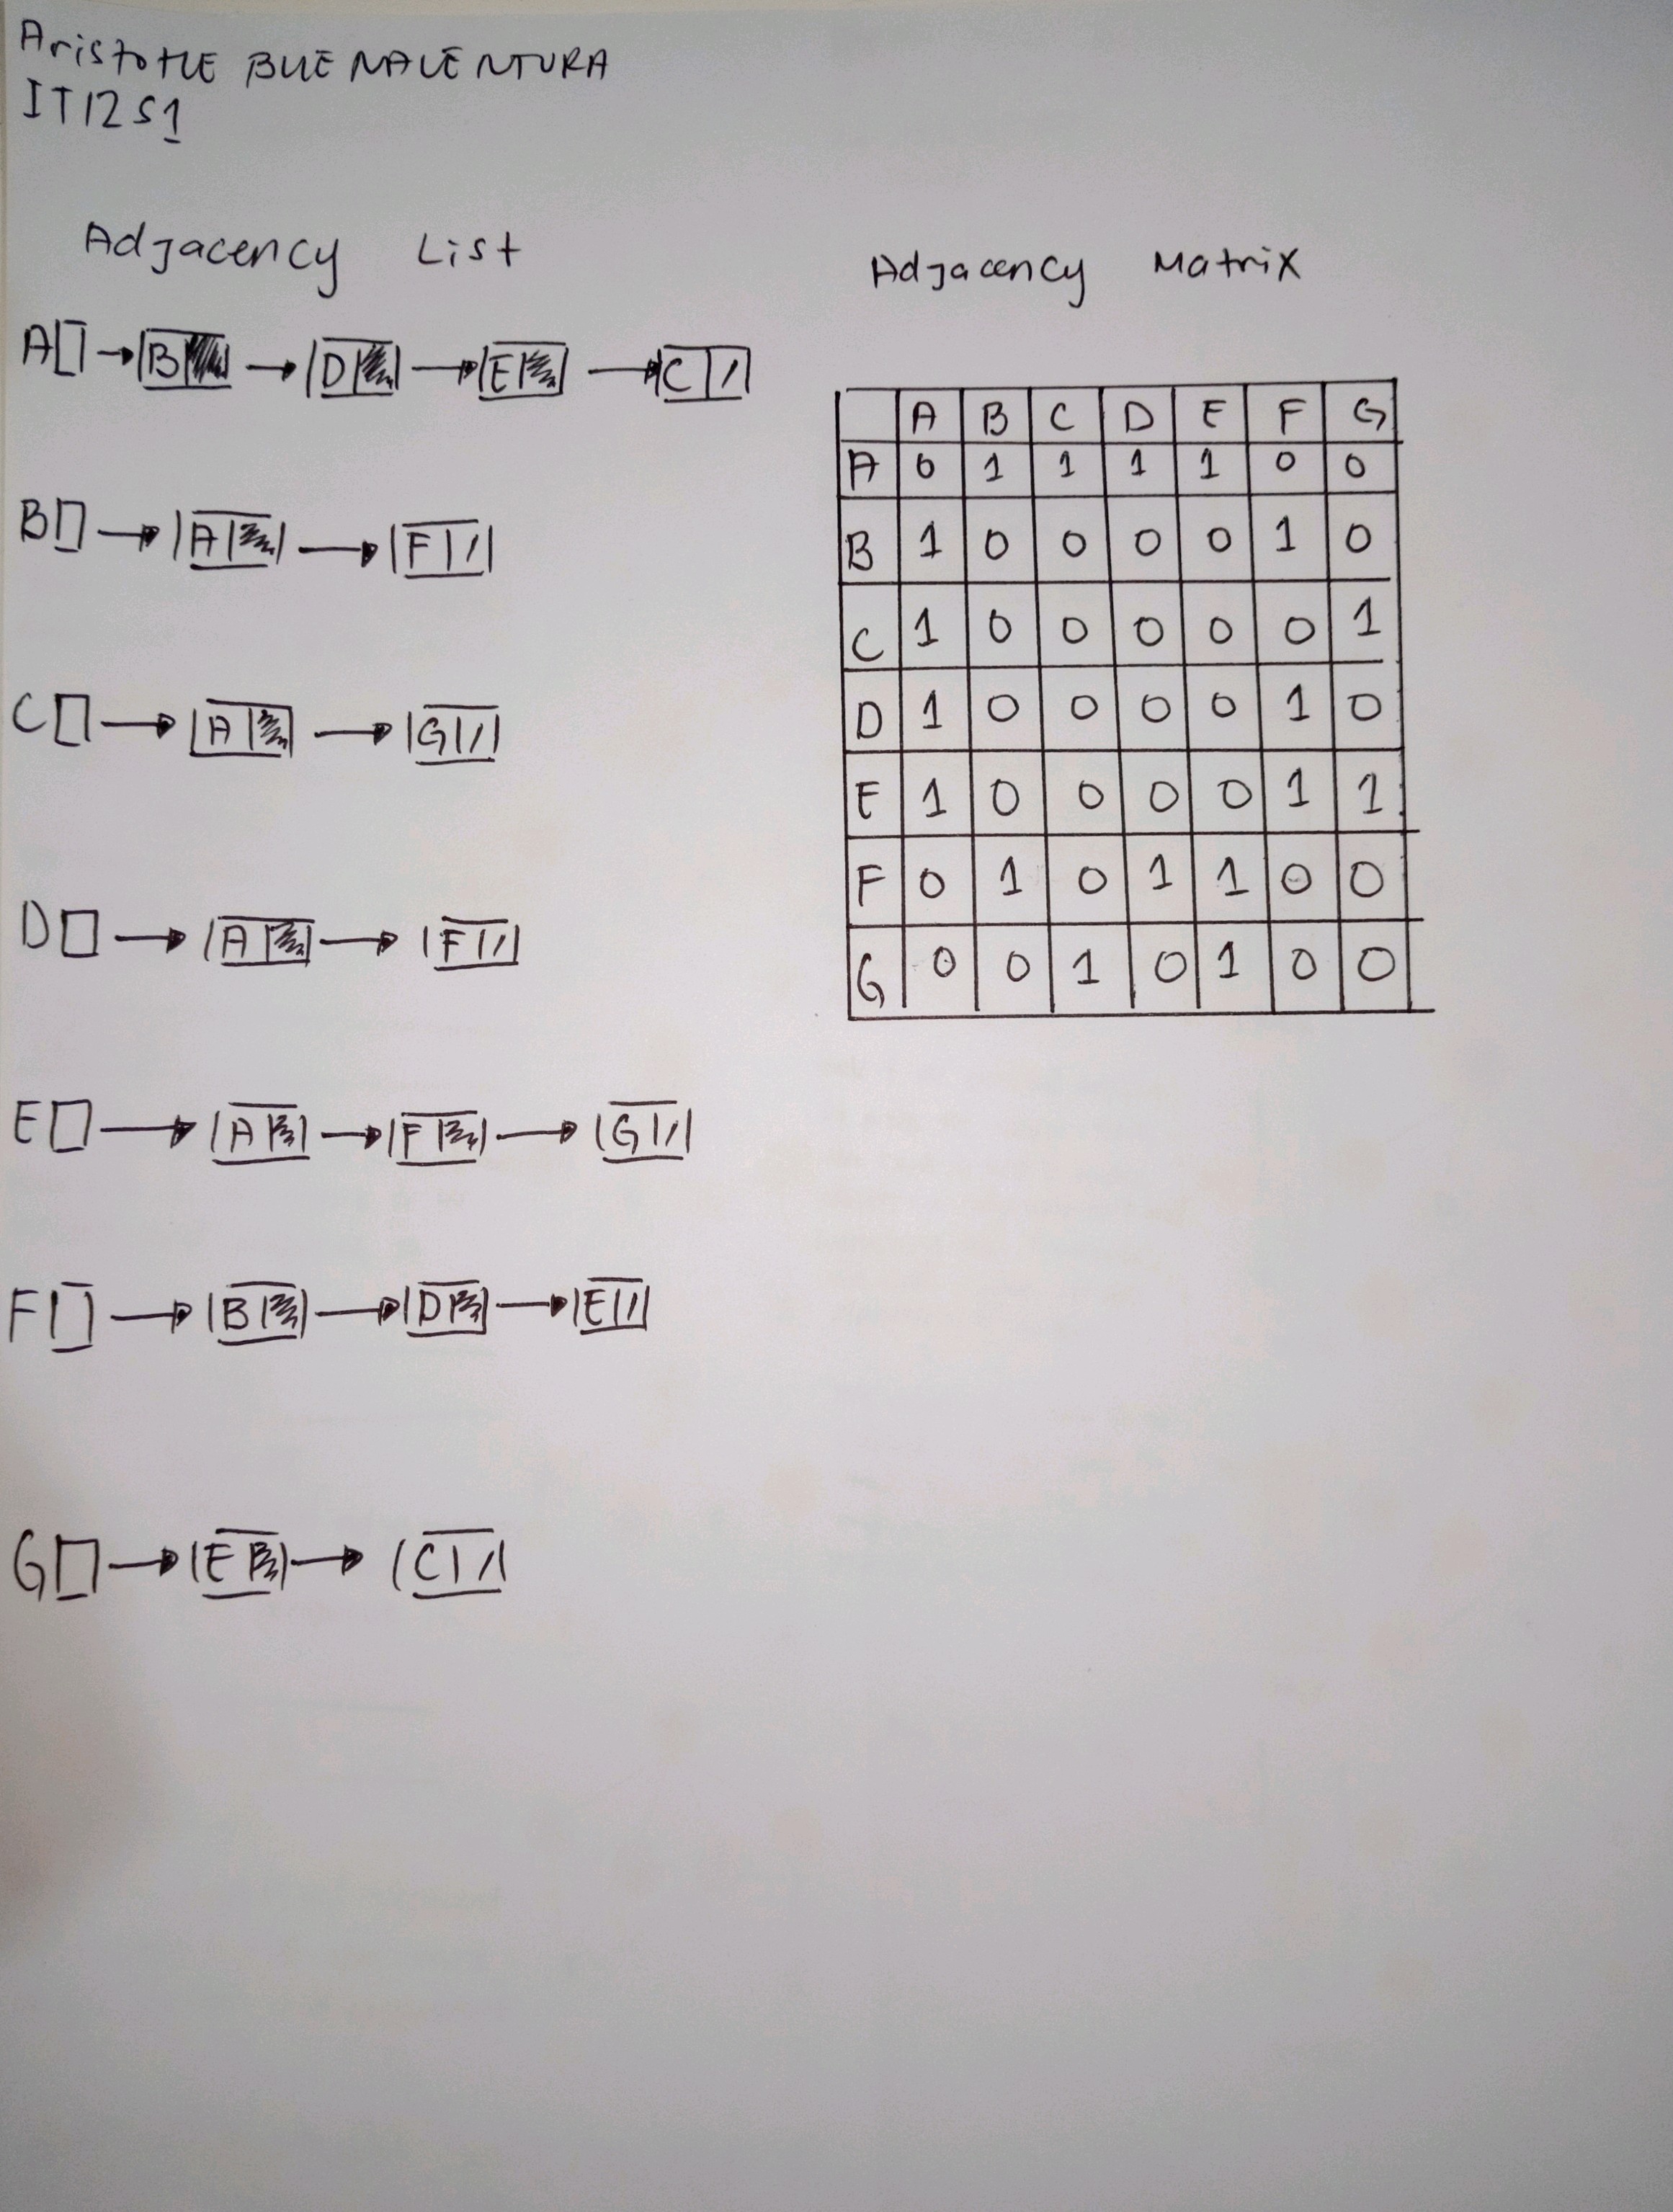 Aristotle BUENAVENTURA
IT12S1
Adjacency List
A → B → D → E → C
B → A → F
C → A → G
D → A → F
E → A → F → G
F → B → D → E
G → E → C
Adjacency Matrix
A B C D E F G
A 0 1 1 1 1 0 0
B 1 0 0 0 0 1 0
C 1 0 0 0 0 0 1
D 1 0 0 0 0 1 0
E 1 0 0 0 0 1 1
F 0 1 0 1 1 0 0
G 0 0 1 0 1 0 0